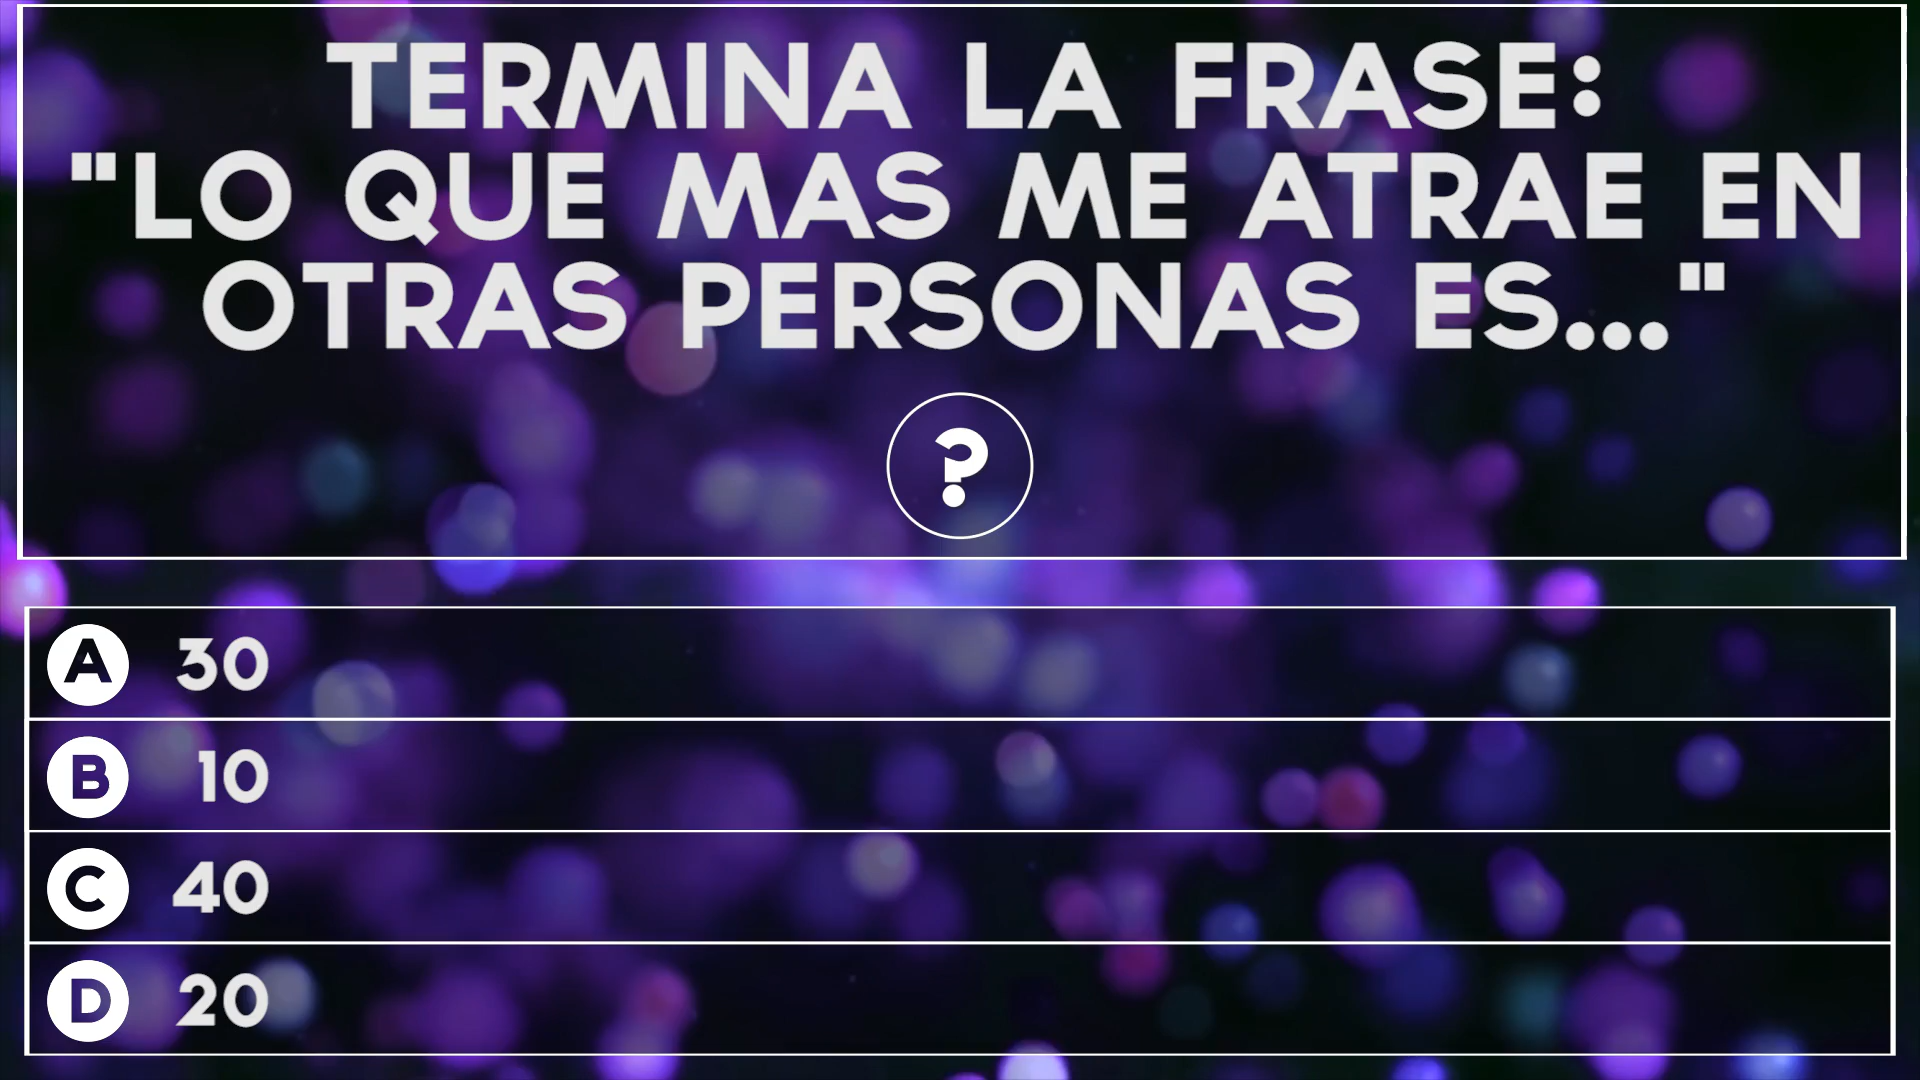 TERMINA LA FRASE:
"LO QUE MAS ME ATRAE EN
OTRAS PERSONAS ES..."
?
A 30
B 10
C 40
D 20